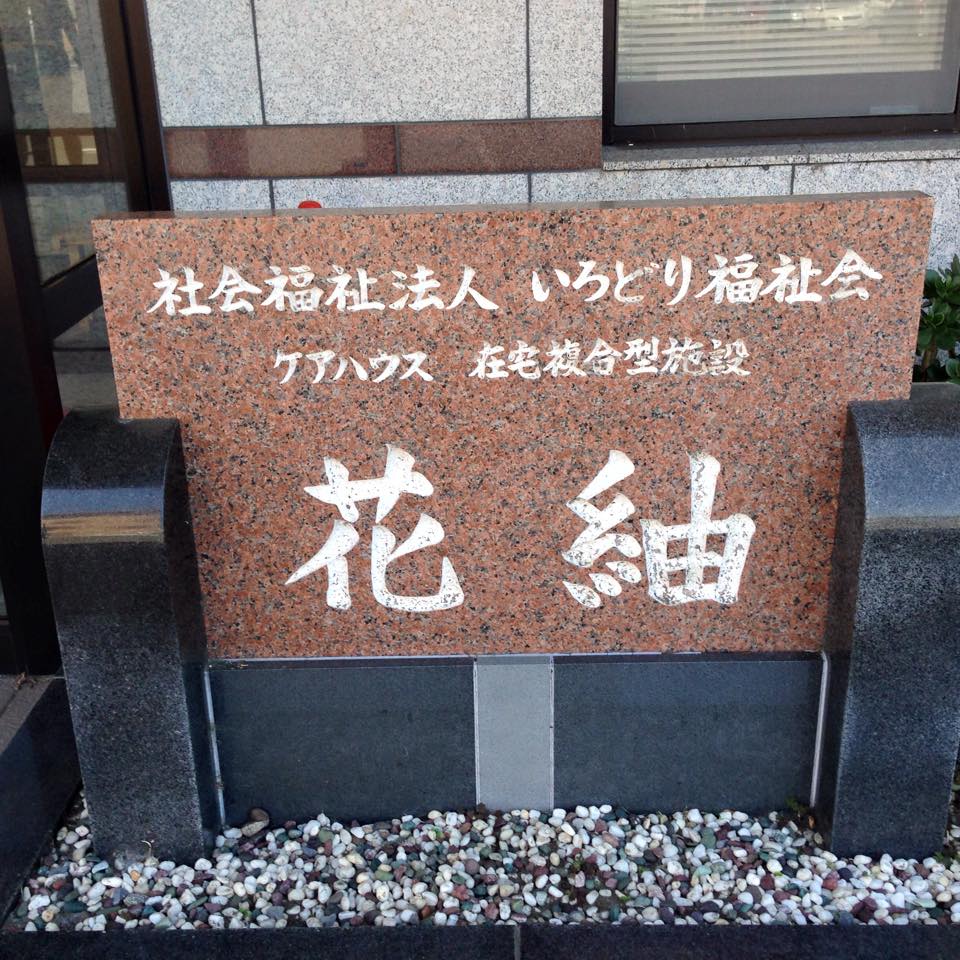 社会福祉法人 いろどり福祉会
ケアハウス 在宅複合型施設
花紬